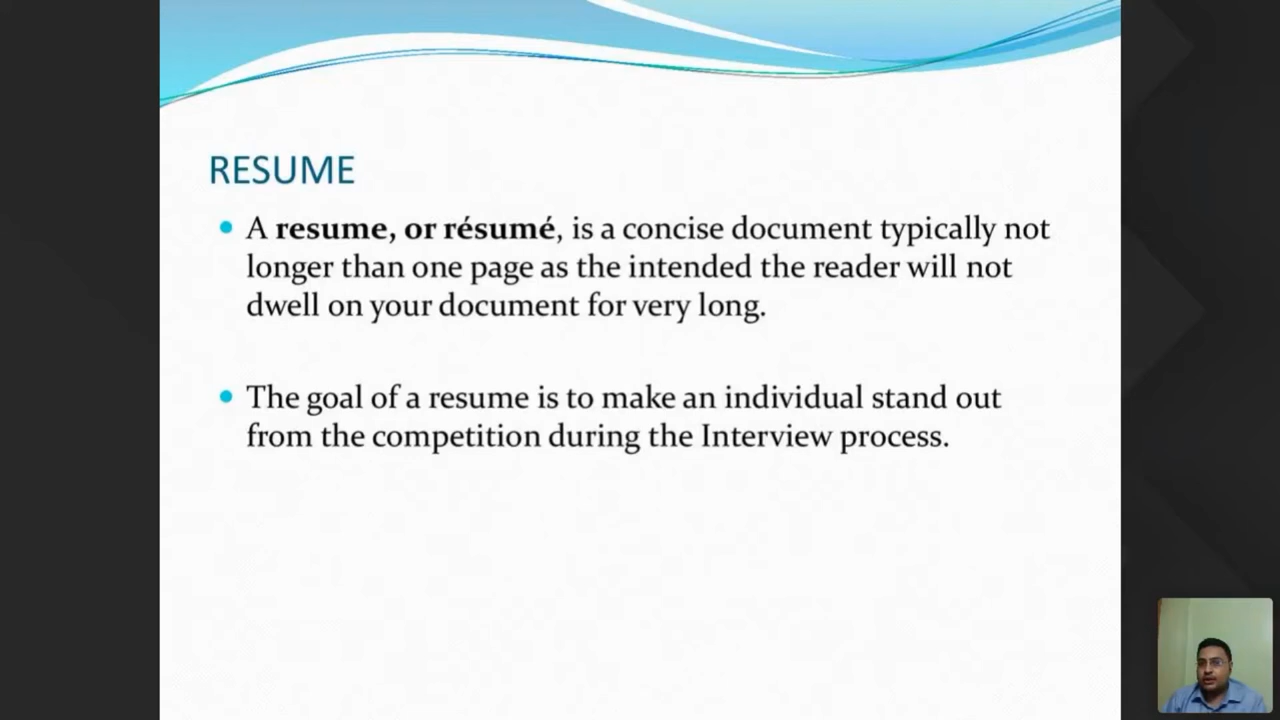 RESUME
A resume, or résumé, is a concise document typically not
longer than one page as the intended the reader will not
dwell on your document for very long.
The goal of a resume is to make an individual stand out
from the competition during the Interview process.